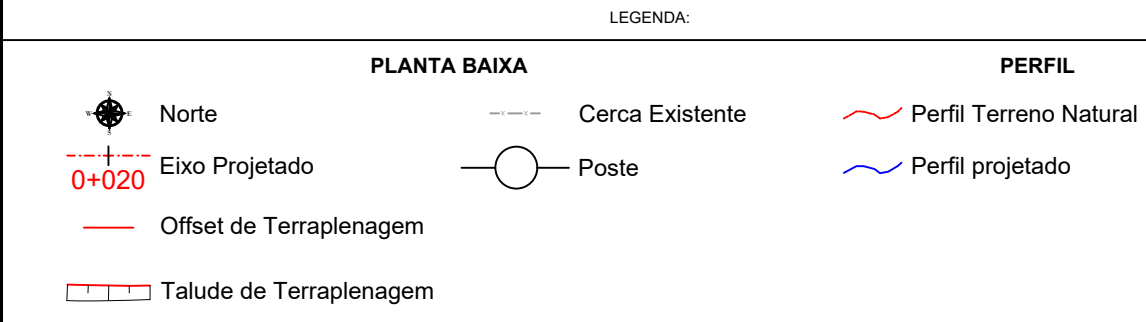 LEGENDA:
PLANTA BAIXA
PERFIL
N
W E
S
Norte
Cerca Existente
Perfil Terreno Natural
0+020
Eixo Projetado
Poste
Perfil projetado
Offset de Terraplenagem
Talude de Terraplenagem